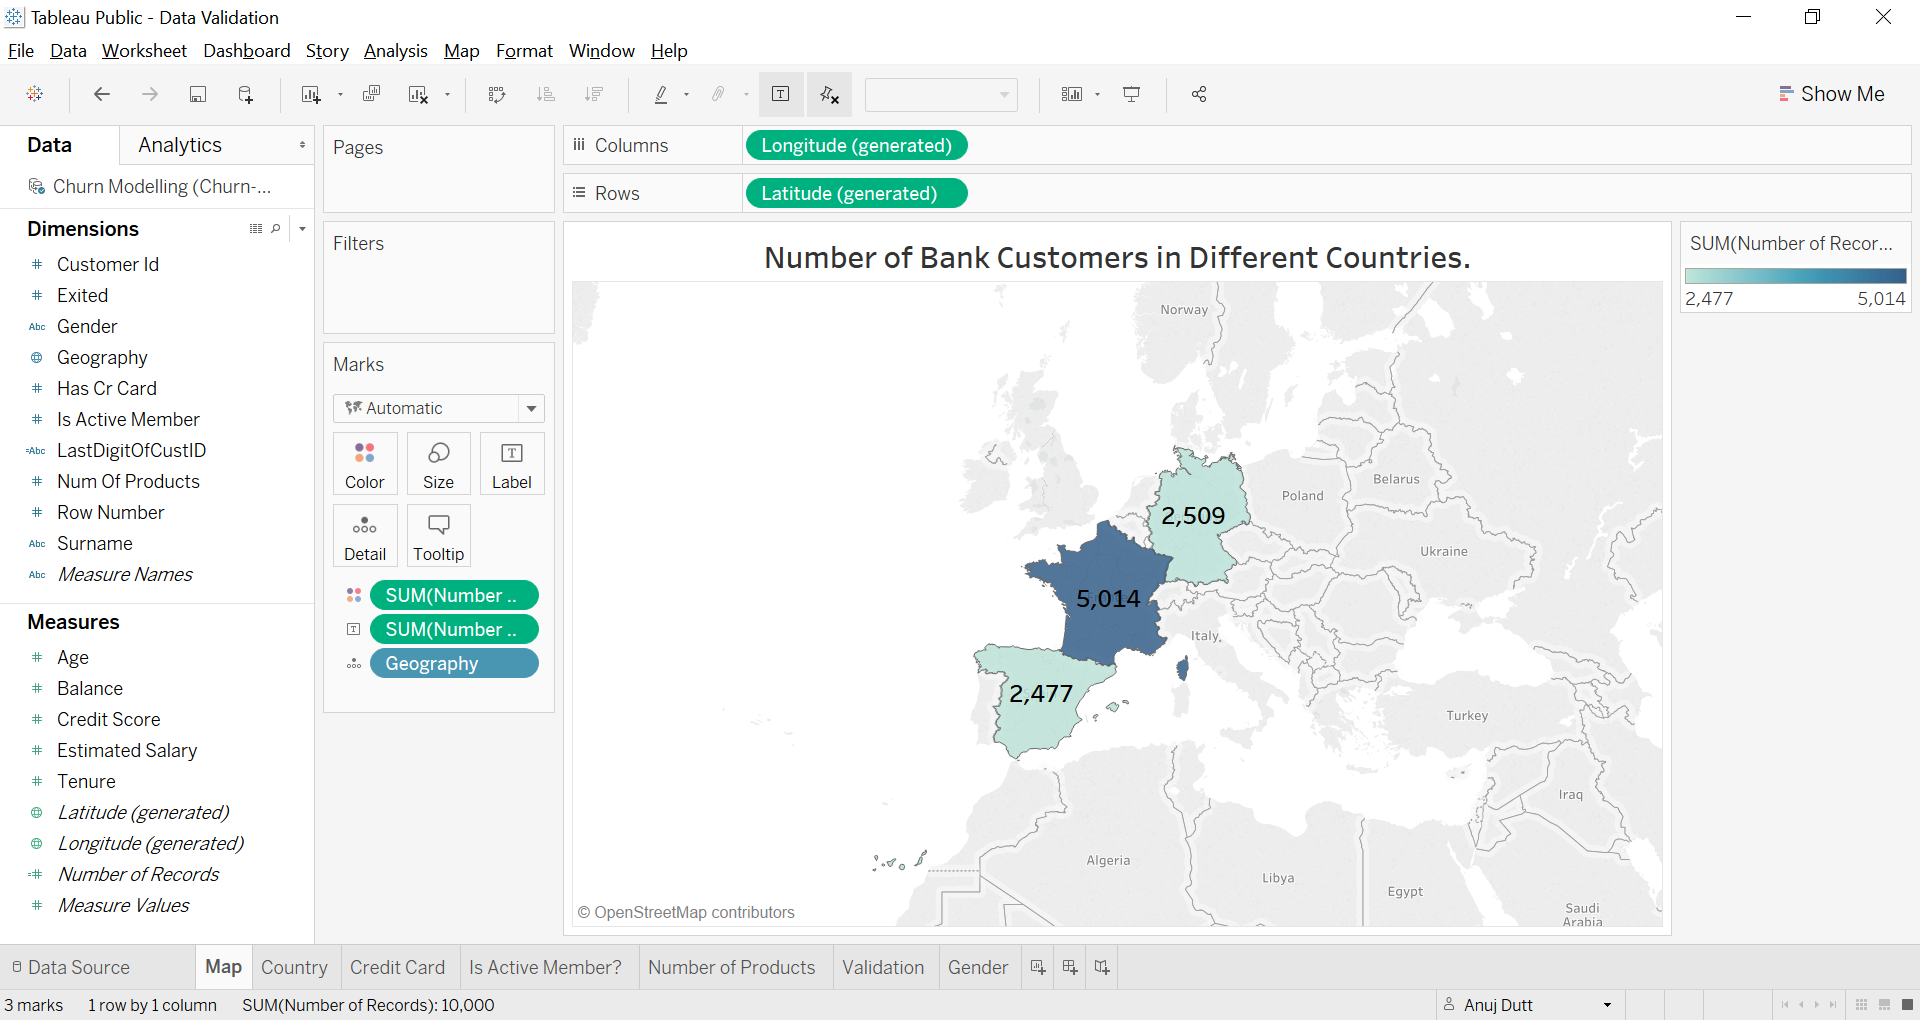 Tableau Public - Data Validation
File Data Worksheet Dashboard Story Analysis Map Format Window Help
Show Me
Data Analytics
Churn Modelling (Churn-...
Dimensions
# Customer Id
# Exited
Abc Gender
Geography
# Has Cr Card
# Is Active Member
=Abc LastDigitOfCustID
# Num Of Products
# Row Number
Abc Surname
Abc Measure Names
Measures
# Age
# Balance
# Credit Score
# Estimated Salary
# Tenure
Latitude (generated)
Longitude (generated)
=# Number of Records
# Measure Values
Pages
Filters
Marks
Automatic
Color Size T Label
Detail Tooltip
SUM(Number ..
T SUM(Number ..
Geography
Columns Longitude (generated)
Rows Latitude (generated)
Number of Bank Customers in Different Countries.
Norway
Belarus
Poland
2,509
Ukraine
5,014
Italy
2,477
Turkey
Iraq
Algeria
Libya
Egypt
Saudi
Arabia
© OpenStreetMap contributors
SUM(Number of Recor...
2,477 5,014
Data Source Map Country Credit Card Is Active Member? Number of Products Validation Gender
3 marks 1 row by 1 column SUM(Number of Records): 10,000 Anuj Dutt